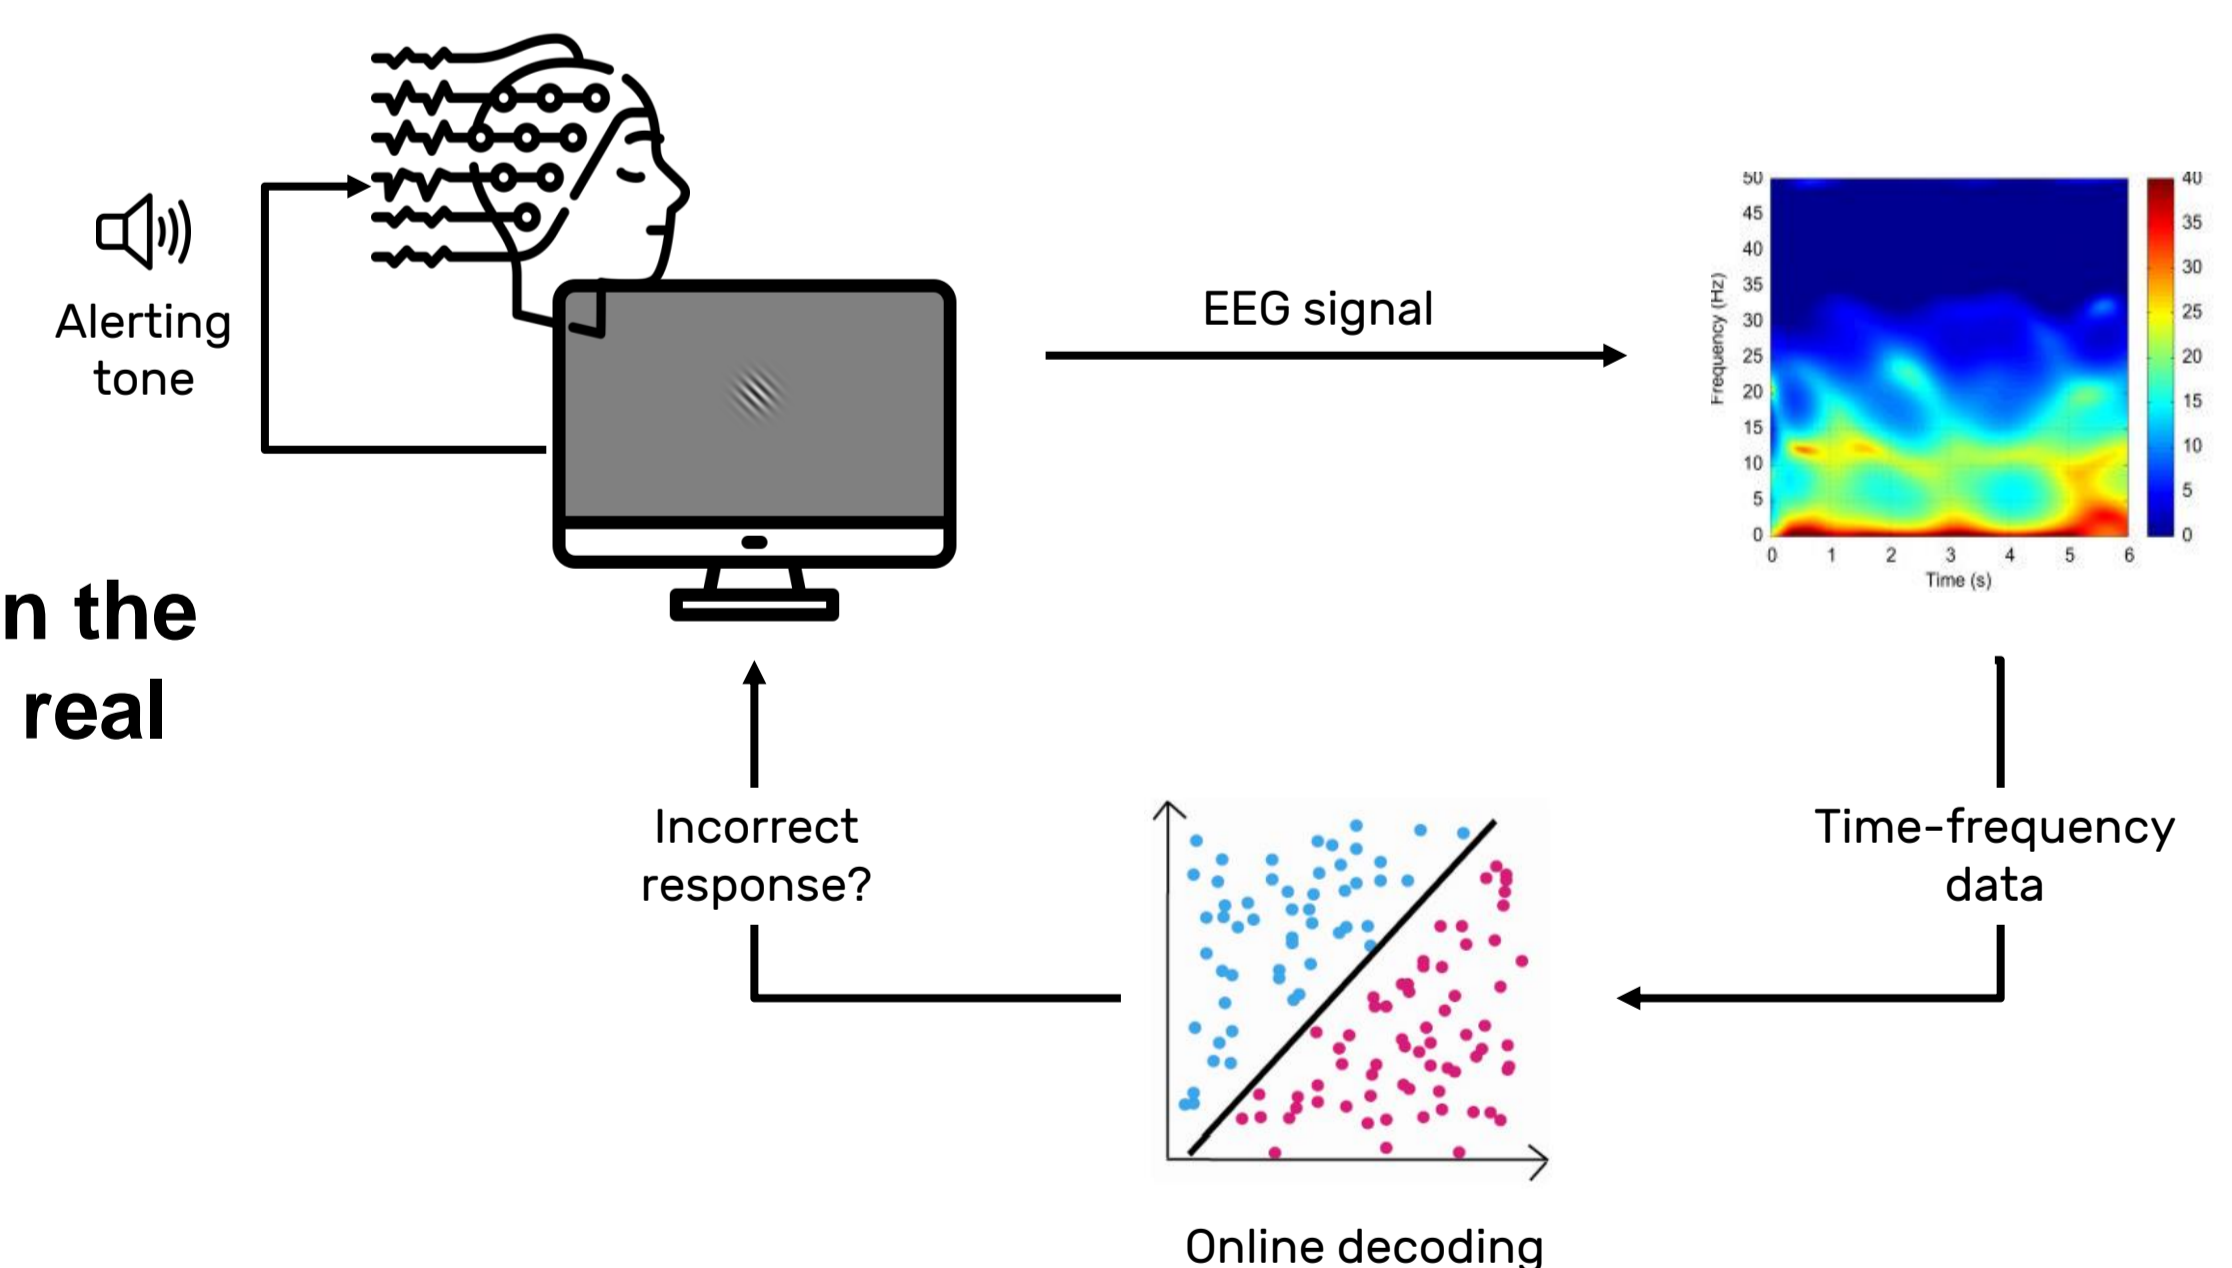 Alerting
tone
EEG signal
50
45
40
35
30
25
20
15
10
5
0
Frequency (Hz)
0 1 2 3 4 5 6
Time (s)
40
35
30
25
20
15
10
5
0
n the
real
Incorrect
response?
Time-frequency
data
Online decoding